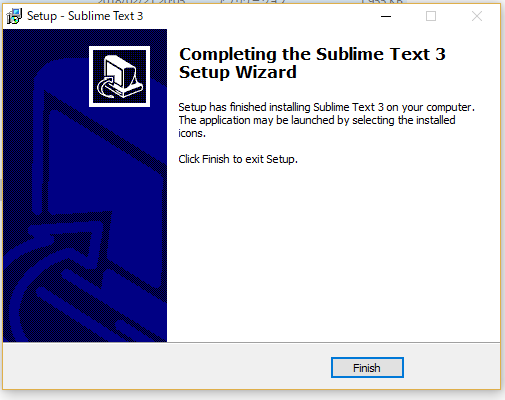 Setup - Sublime Text 3
Completing the Sublime Text 3
Setup Wizard
Setup has finished installing Sublime Text 3 on your computer.
The application may be launched by selecting the installed
icons.
Click Finish to exit Setup.
Finish